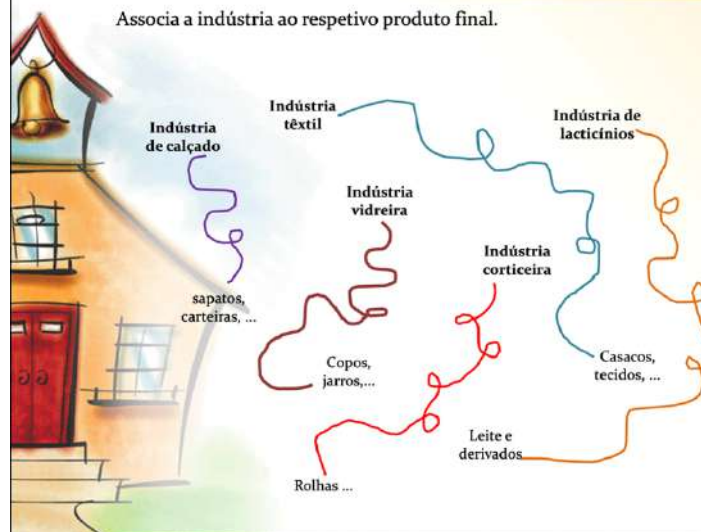 Associa a indústria ao respetivo produto final.
Indústria
têxtil
Indústria de
lacticínios
Indústria
de calçado
Indústria
vidreira
Indústria
corticeira
sapatos,
carteiras, ...
Copos,
jarros,...
Casacos,
tecidos, ...
Leite e
derivados
Rolhas ...